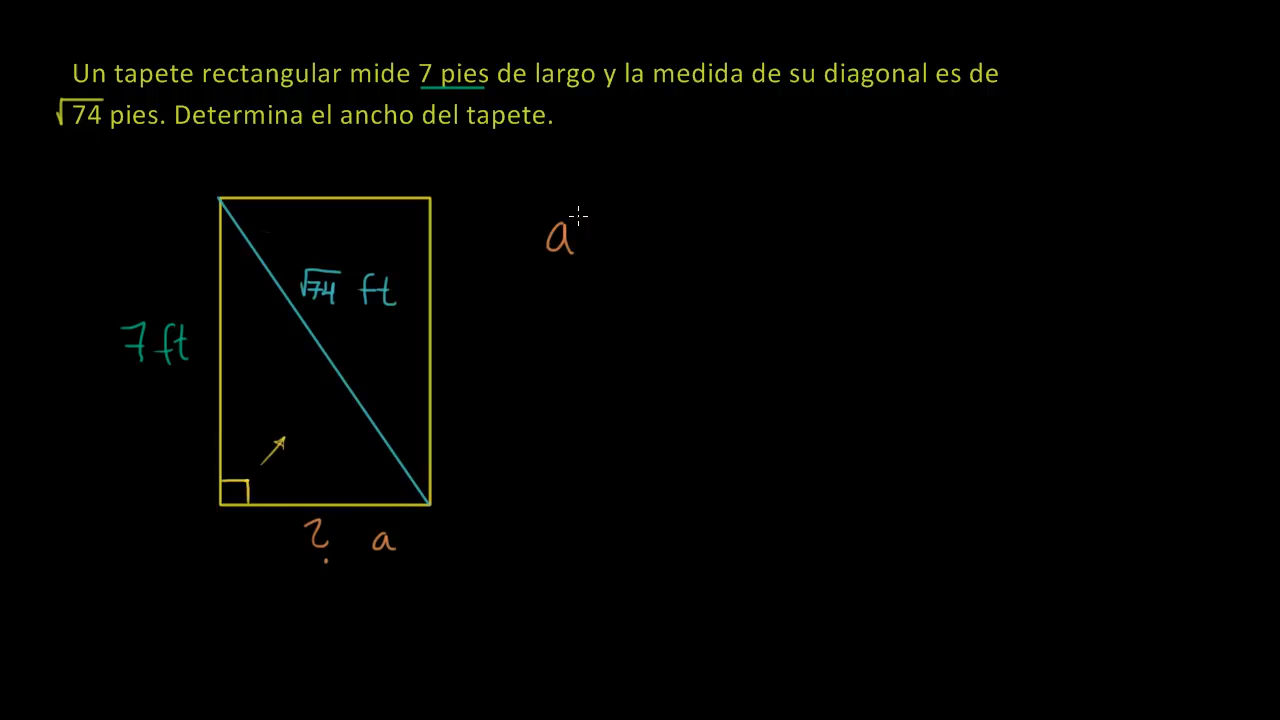 Un tapete rectangular mide 7 pies de largo y la medida de su diagonal es de
√74 pies. Determina el ancho del tapete.
a
√74 ft
7 ft
? a